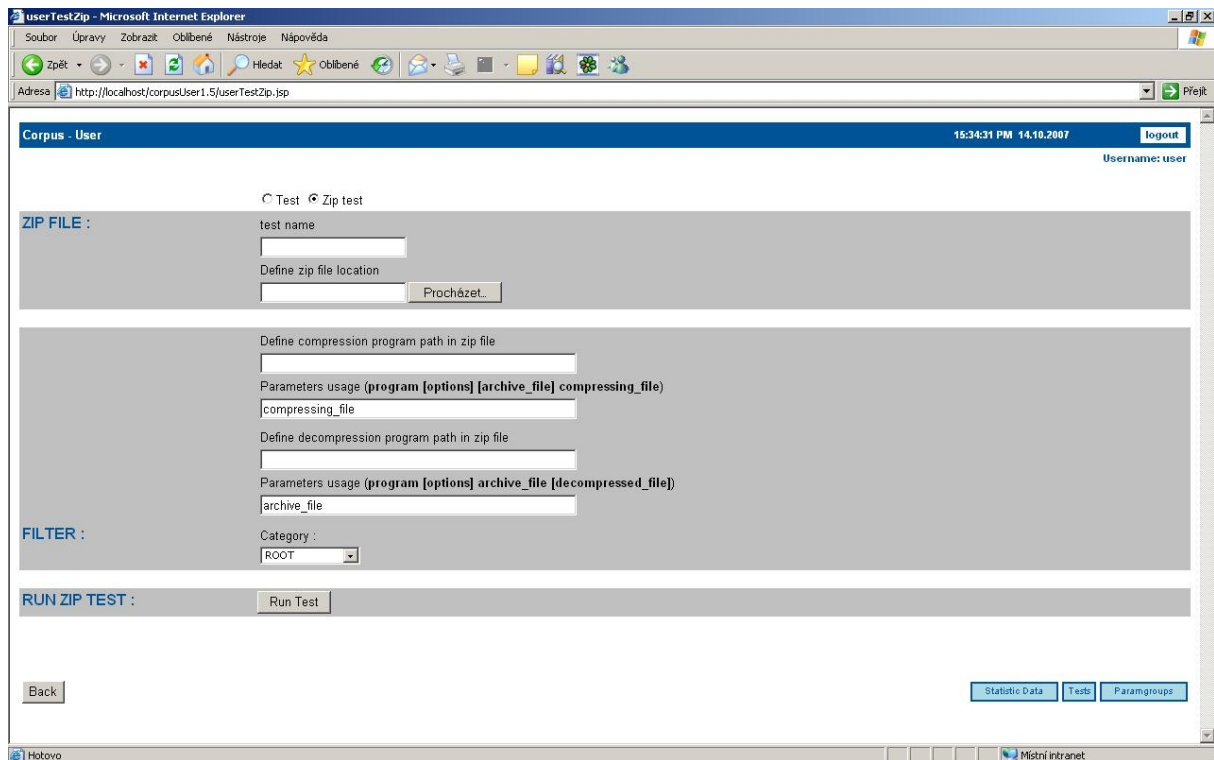 userTestZip - Microsoft Internet Explorer
Soubor Úpravy Zobrazit Oblíbené Nástroje Nápověda
Zpět Hledat Oblíbené
Adresa http://localhost/corpusUser1.5/userTestZip.jsp Přejít
Corpus - User 15:34:31 PM 14.10.2007 logout
Username: user
Test Zip test
ZIP FILE : test name
Define zip file location
Procházet...
Define compression program path in zip file
Parameters usage (program [options] [archive_file] compressing_file)
compressing_file
Define decompression program path in zip file
Parameters usage (program [options] archive_file [decompressed_file])
archive_file
FILTER : Category :
ROOT
RUN ZIP TEST : Run Test
Back Statistic Data Tests Paramgroups
Hotovo Místní intranet